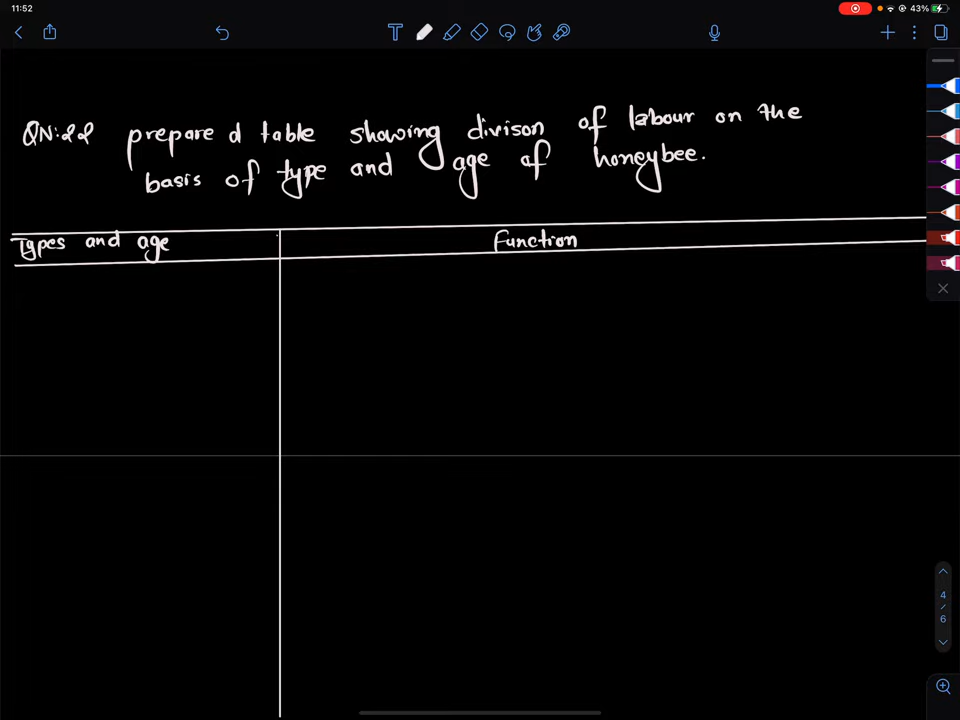 11:52
43%
QN:22 prepare a table showing divison of labour on the
basis of type and age of honeybee.
Types and age
Function
4
/
6